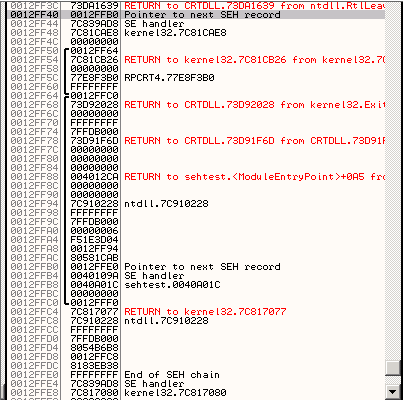 0012FF3C 73DA1639 RETURN to CRTDLL.73DA1639 from ntdll.RtlLea
0012FF40 0012FFB0 Pointer to next SEH record
0012FF44 7C839AD8 SE handler
0012FF48 7C81CAE8 kernel32.7C81CAE8
0012FF4C 00000000
0012FF50 0012FF64
0012FF54 7C81CB26 RETURN to kernel32.7C81CB26 from kernel32.7C
0012FF58 00000000
0012FF5C 77E8F3B0 RPCRT4.77E8F3B0
0012FF60 FFFFFFFF
0012FF64 0012FFC0
0012FF68 73D92028 RETURN to CRTDLL.73D92028 from kernel32.Exit
0012FF6C 00000000
0012FF70 FFFFFFFF
0012FF74 7FFDB000
0012FF78 73D91F6D RETURN to CRTDLL.73D91F6D from CRTDLL.73D91F
0012FF7C 00000000
0012FF80 00000000
0012FF84 00000000
0012FF88 004012CA RETURN to sehtest.<ModuleEntryPoint>+0A5 fro
0012FF8C 00000000
0012FF90 00000000
0012FF94 7C910228 ntdll.7C910228
0012FF98 FFFFFFFF
0012FF9C 7FFDB000
0012FFA0 00000006
0012FFA4 F51E3D04
0012FFA8 0012FF94
0012FFAC 80581CAB
0012FFB0 0012FFE0 Pointer to next SEH record
0012FFB4 0040109A SE handler
0012FFB8 0040A01C sehtest.0040A01C
0012FFBC 00000000
0012FFC0 0012FFF0
0012FFC4 7C817077 RETURN to kernel32.7C817077
0012FFC8 7C910228 ntdll.7C910228
0012FFCC FFFFFFFF
0012FFD0 7FFDB000
0012FFD4 8054B6B8
0012FFD8 0012FFC8
0012FFDC 8183EB38
0012FFE0 FFFFFFFF End of SEH chain
0012FFE4 7C839AD8 SE handler
0012FFE8 7C817080 kernel32.7C817080